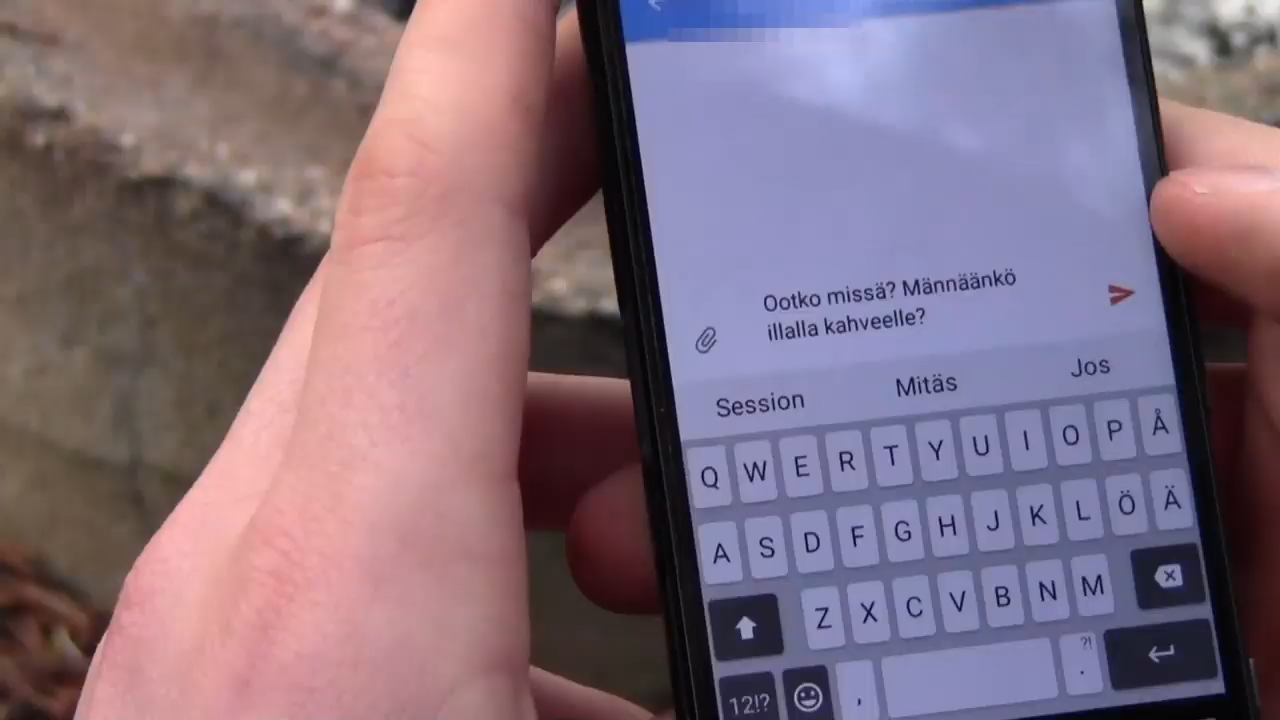 Ootko missä? Männäänkö
illalla kahveelle?
Session Mitäs Jos
Q W E R T Y U I O P Å
A S D F G H J K L Ö Ä
Z X C V B N M
12!? , ?! .